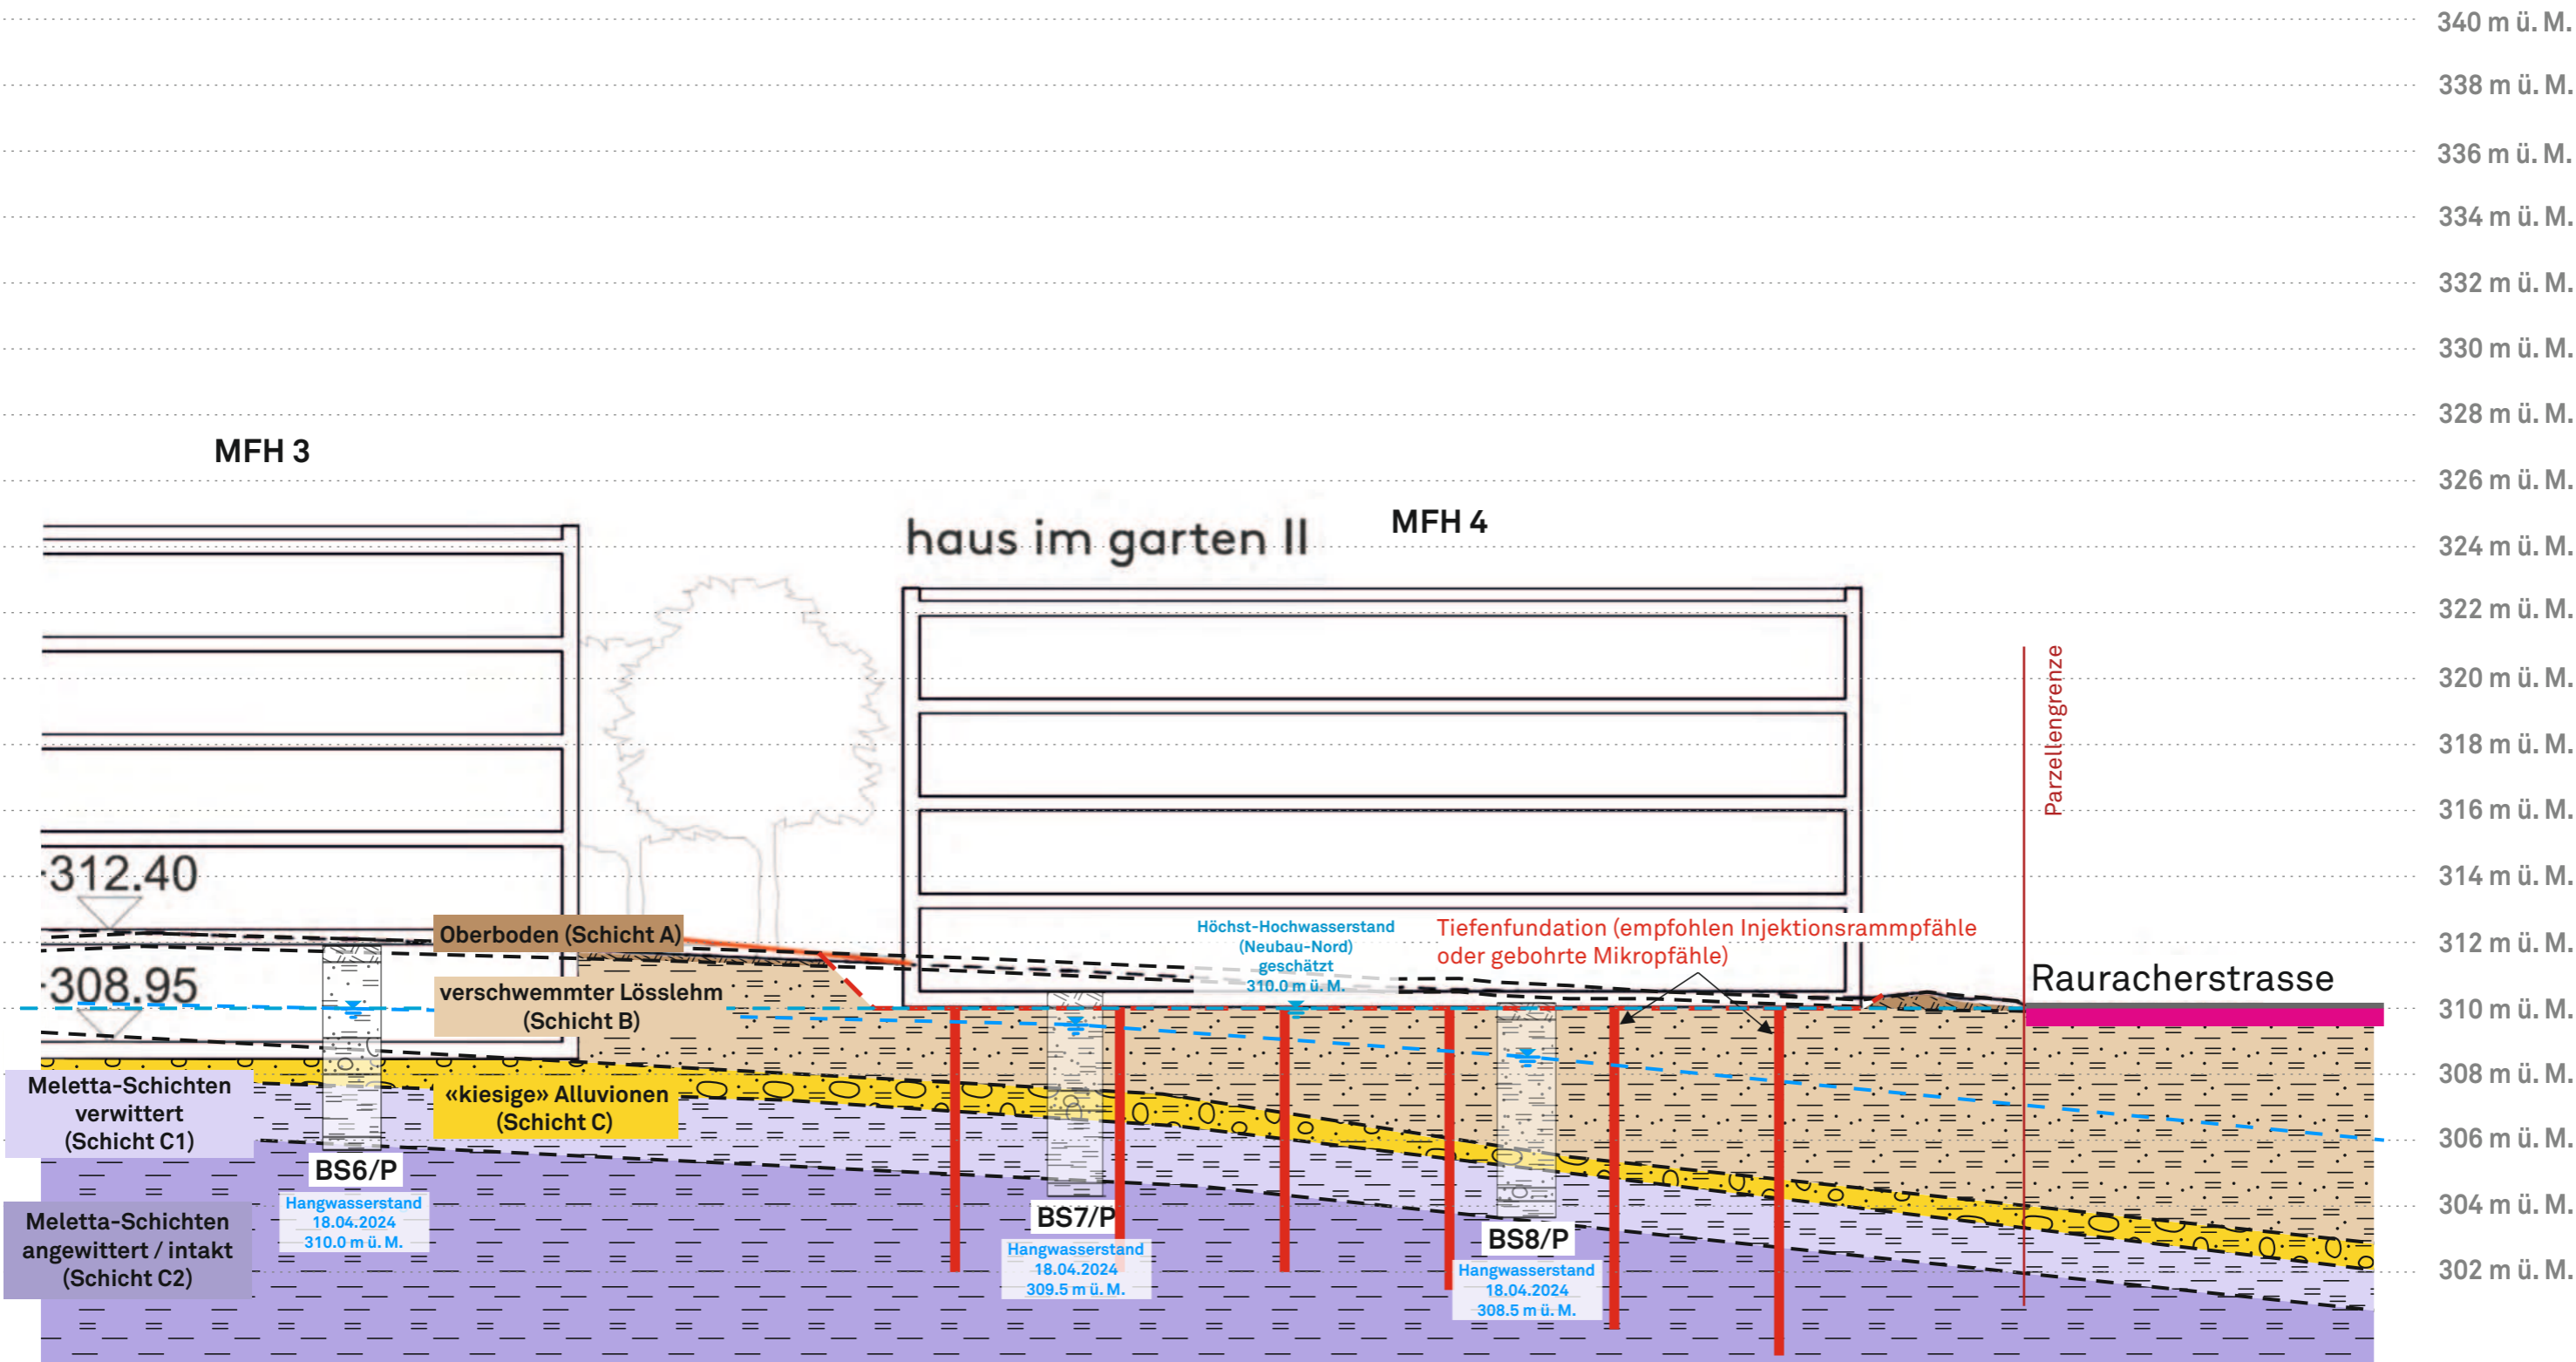 340 m ü. M.
338 m ü. M.
336 m ü. M.
334 m ü. M.
332 m ü. M.
330 m ü. M.
328 m ü. M.
326 m ü. M.
324 m ü. M.
322 m ü. M.
320 m ü. M.
318 m ü. M.
316 m ü. M.
314 m ü. M.
312 m ü. M.
310 m ü. M.
308 m ü. M.
306 m ü. M.
304 m ü. M.
302 m ü. M.
MFH 3
haus im garten II
MFH 4
Parzellengrenze
312.40
308.95
Oberboden (Schicht A)
verschwemmter Lösslehm
(Schicht B)
Höchst-Hochwasserstand
(Neubau-Nord)
geschätzt
310.0 m ü. M.
Tiefenfundation (empfohlen Injektionsrammpfähle
oder gebohrte Mikropfähle)
Rauracherstrasse
Meletta-Schichten
verwittert
(Schicht C1)
«kiesige» Alluvionen
(Schicht C)
Meletta-Schichten
angewittert / intakt
(Schicht C2)
BS6/P
Hangwasserstand
18.04.2024
310.0 m ü. M.
BS7/P
Hangwasserstand
18.04.2024
309.5 m ü. M.
BS8/P
Hangwasserstand
18.04.2024
308.5 m ü. M.